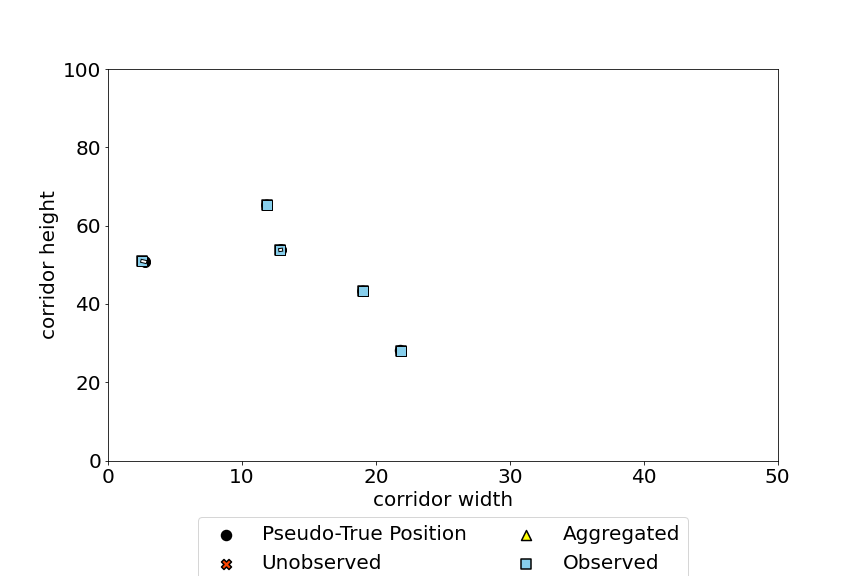 100
80
60
40
20
0
corridor height
0 10 20 30 40 50
corridor width
Pseudo-True Position Aggregated
Unobserved Observed